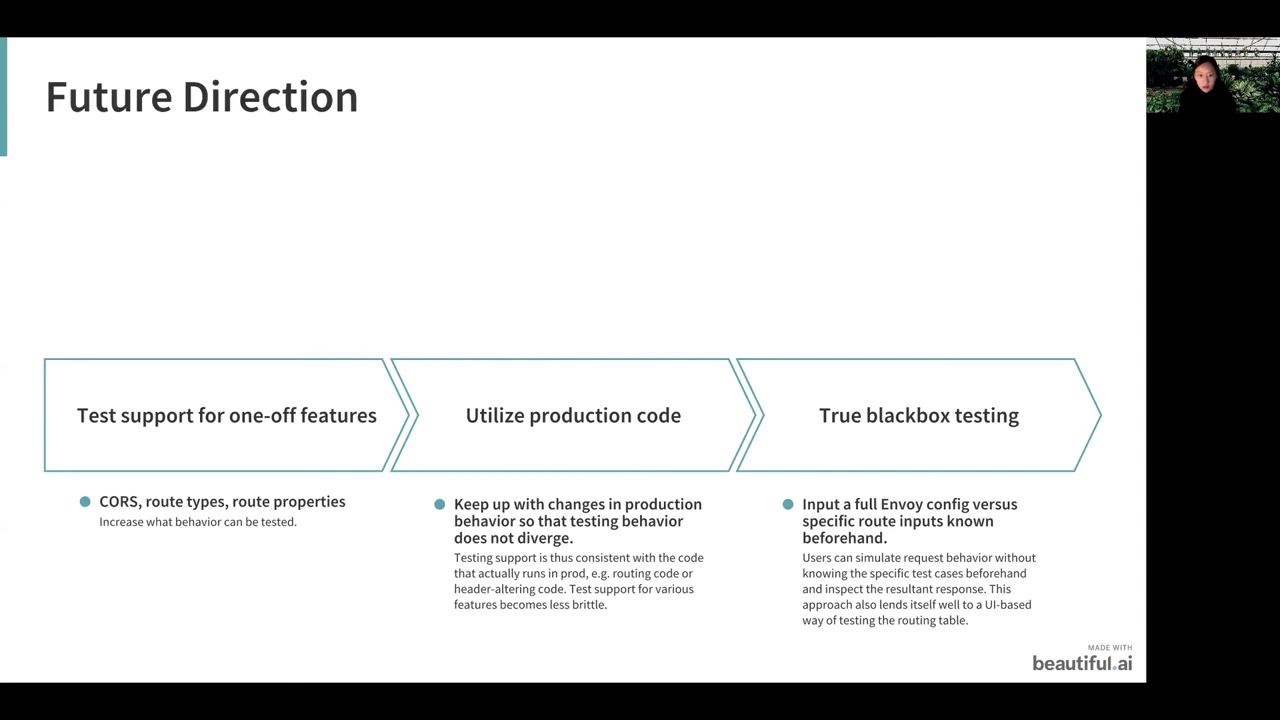 Future Direction
Test support for one-off features
Utilize production code
True blackbox testing
CORS, route types, route properties
Increase what behavior can be tested.
Keep up with changes in production
behavior so that testing behavior
does not diverge.
Testing support is thus consistent with the code
that actually runs in prod, e.g. routing code or
header-altering code. Test support for various
features becomes less brittle.
Input a full Envoy config versus
specific route inputs known
beforehand.
Users can simulate request behavior without
knowing the specific test cases beforehand
and inspect the resultant response. This
approach also lends itself well to a UI-based
way of testing the routing table.
MADE WITH
beautiful.ai